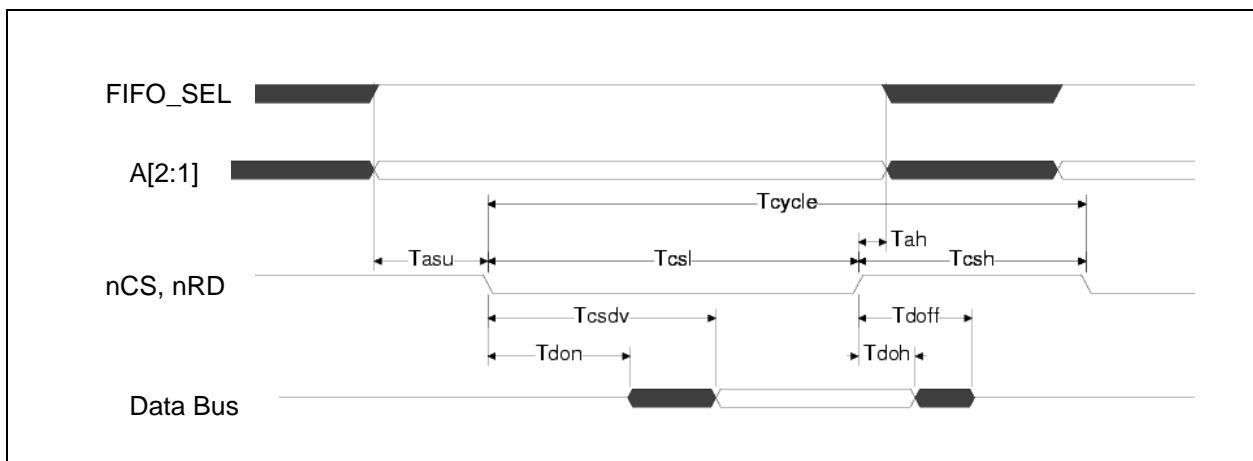 FIFO_SEL
A[2:1]
Tcycle
Tah
Tasu
Tcsl
Tcsh
nCS, nRD
Tcsdv
Tdoff
Tdon
Tdoh
Data Bus